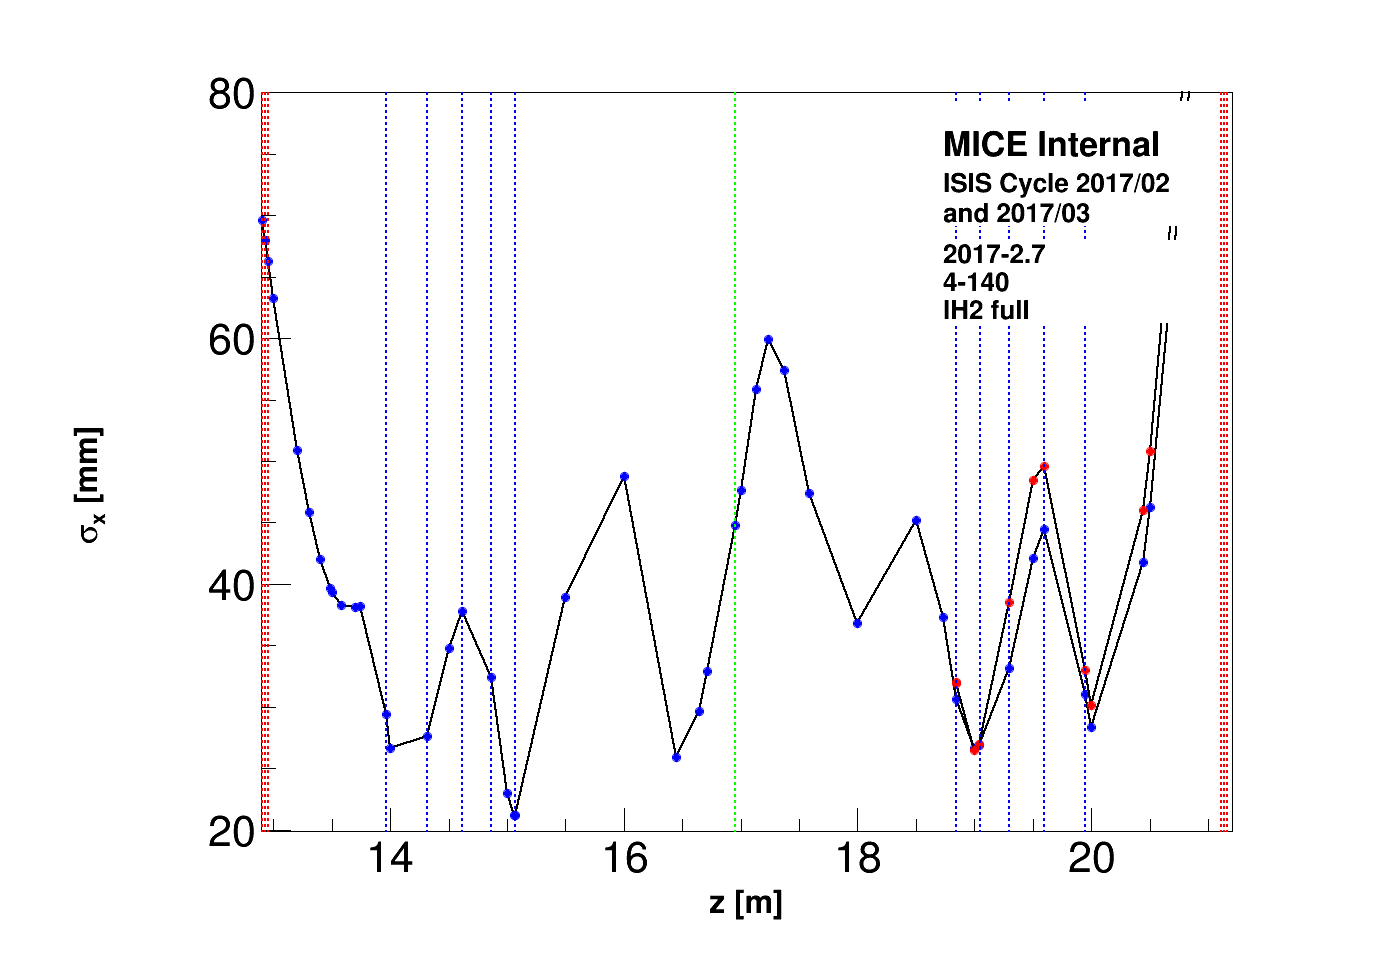 80
60
40
20
σx [mm]
MICE Internal
ISIS Cycle 2017/02
and 2017/03
2017-2.7
4-140
IH2 full
14 16 18 20
z [m]